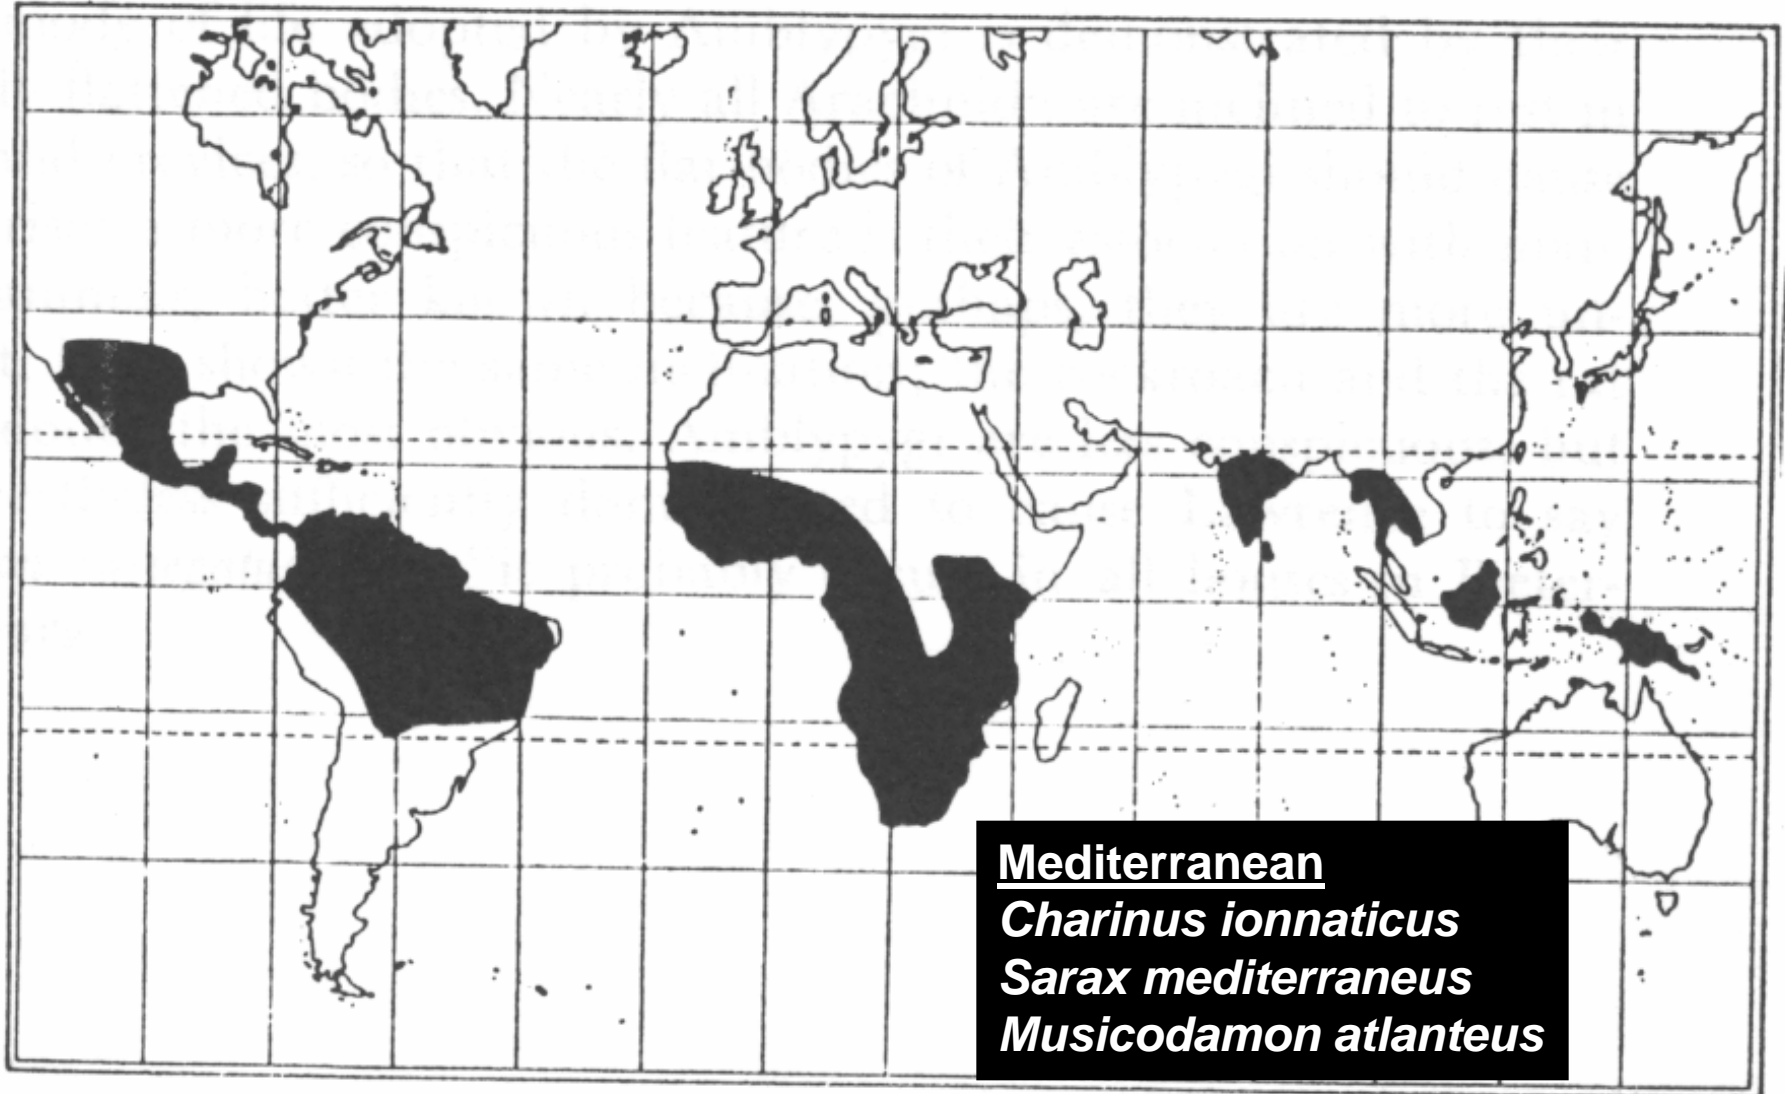 Mediterranean
Charinus ionnaticus
Sarax mediterraneus
Musicodamon atlanteus